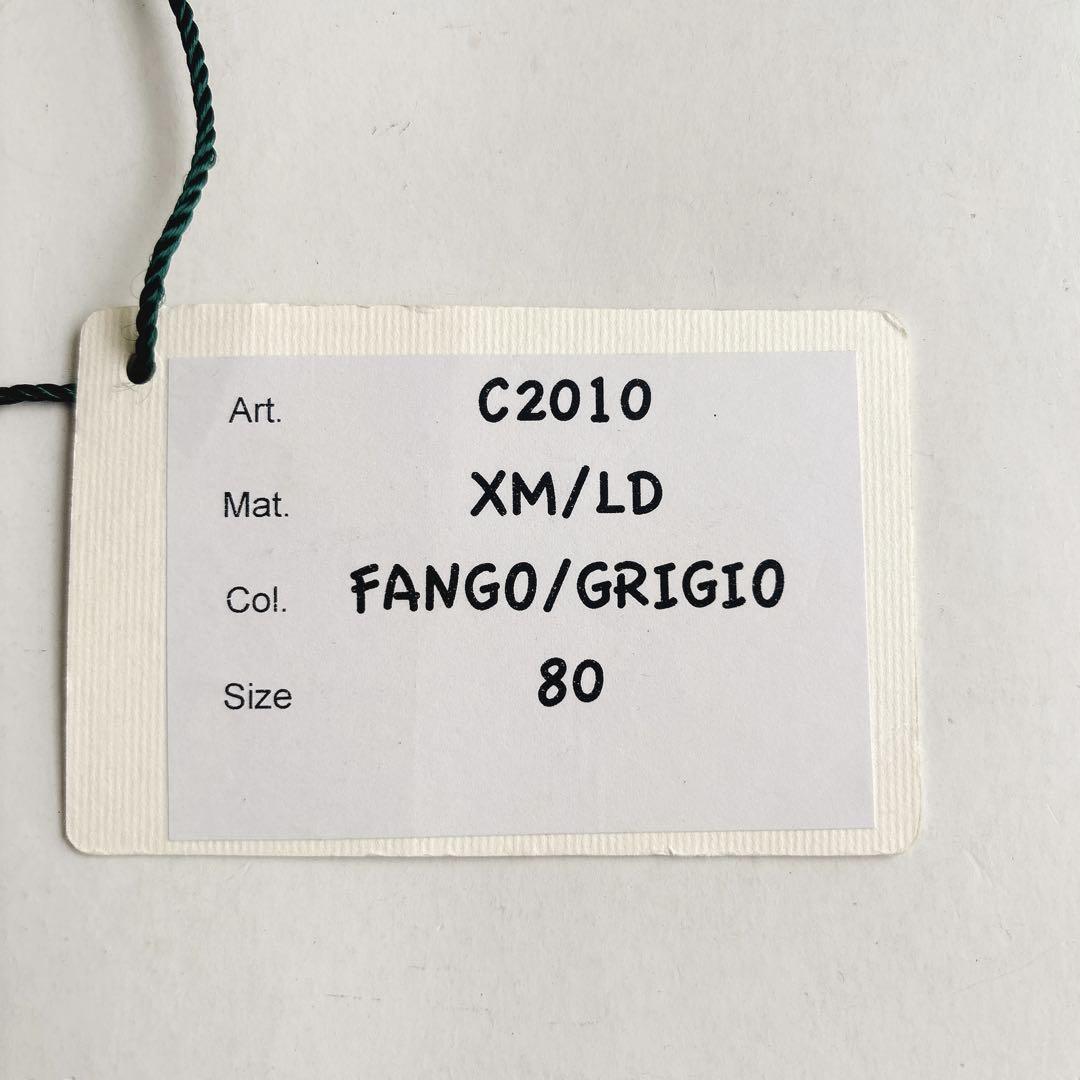 Art. C2010
Mat. XM/LD
Col. FANGO/GRIGIO
Size 80